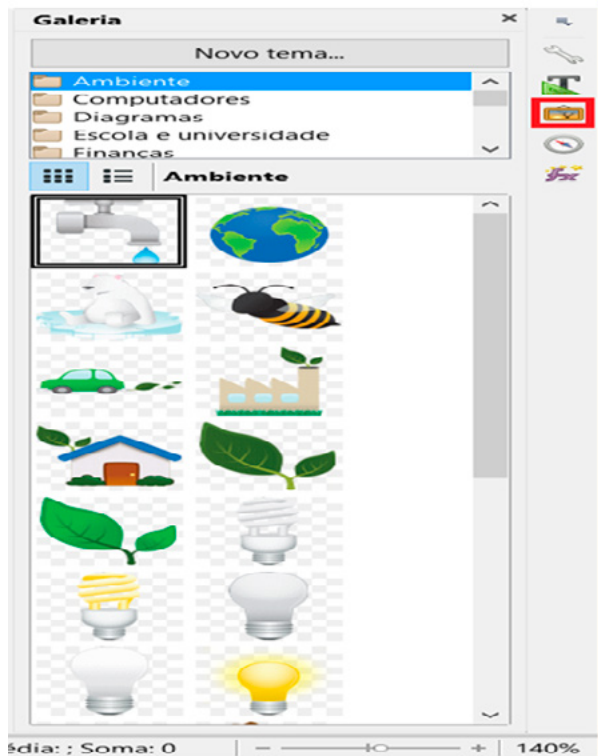 Galeria
Novo tema...
Ambiente
Computadores
Diagramas
Escola e universidade
Finanças
Ambiente
édia: ; Soma: 0
140%